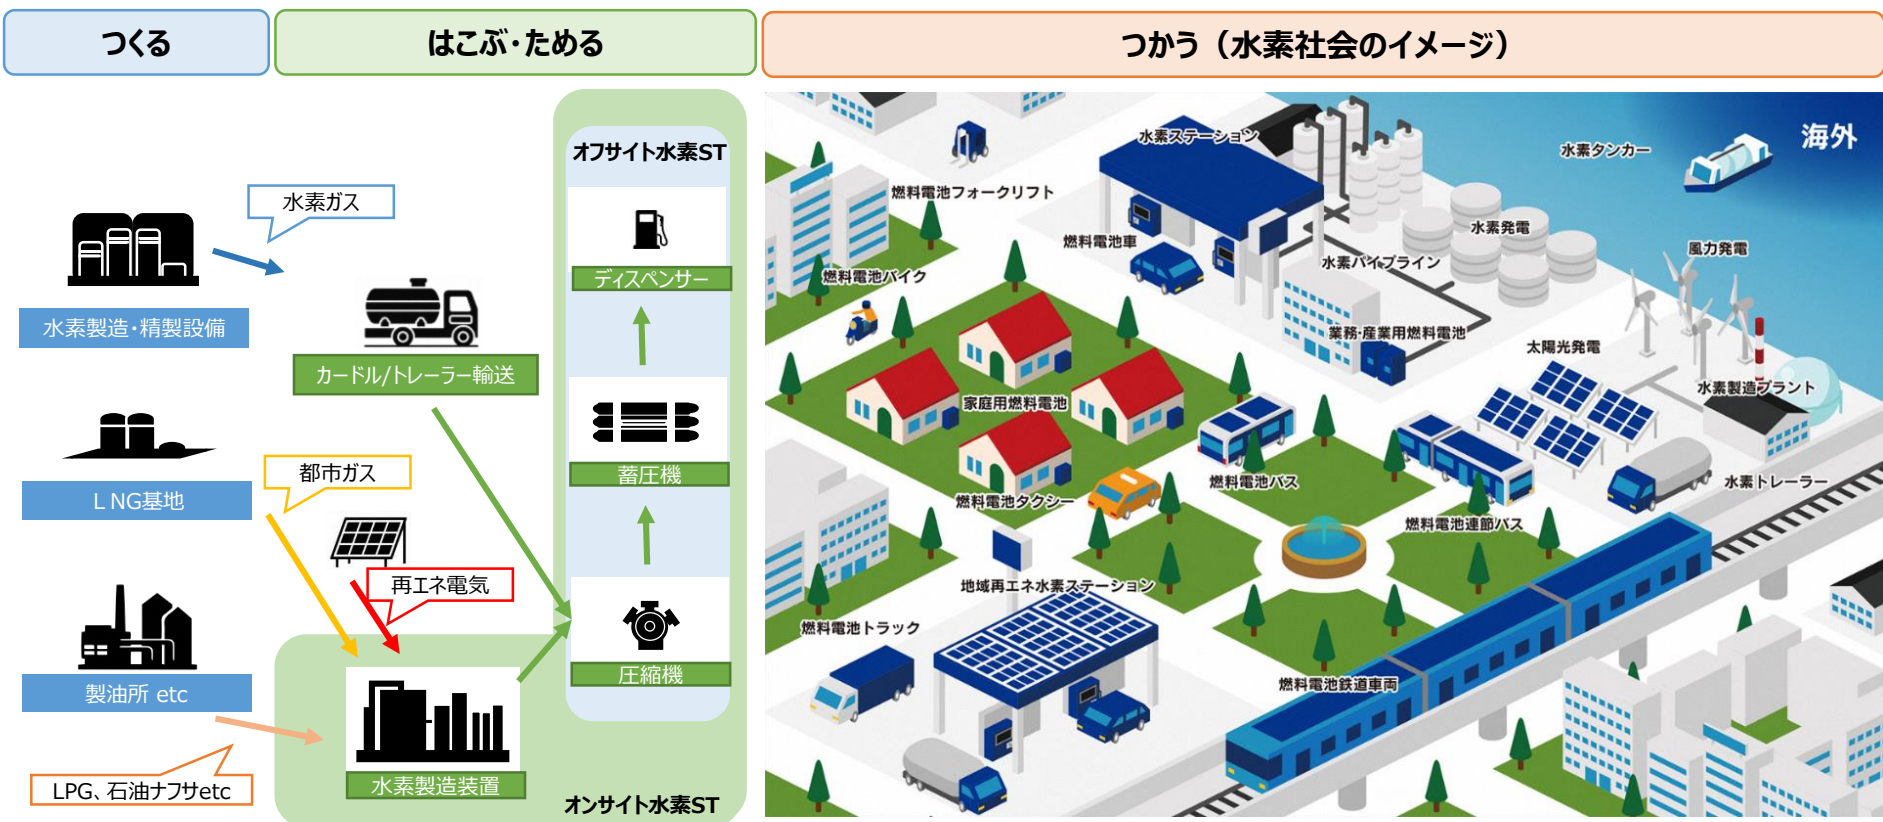 つくる
はこぶ・ためる
つかう（水素社会のイメージ）
水素ガス
水素製造・精製設備
カードル/トレーラー輸送
LNG基地
都市ガス
再エネ電気
製油所 etc
LPG、石油ナフサetc
水素製造装置
オフサイト水素ST
ディスペンサー
蓄圧機
圧縮機
オンサイト水素ST
水素ステーション
水素タンカー
海外
燃料電池フォークリフト
水素発電
燃料電池車
水素パイプライン
風力発電
燃料電池バイク
業務・産業用燃料電池
太陽光発電
水素製造プラント
家庭用燃料電池
燃料電池バス
水素トレーラー
燃料電池タクシー
燃料電池連節バス
地域再エネ水素ステーション
燃料電池トラック
燃料電池鉄道車両